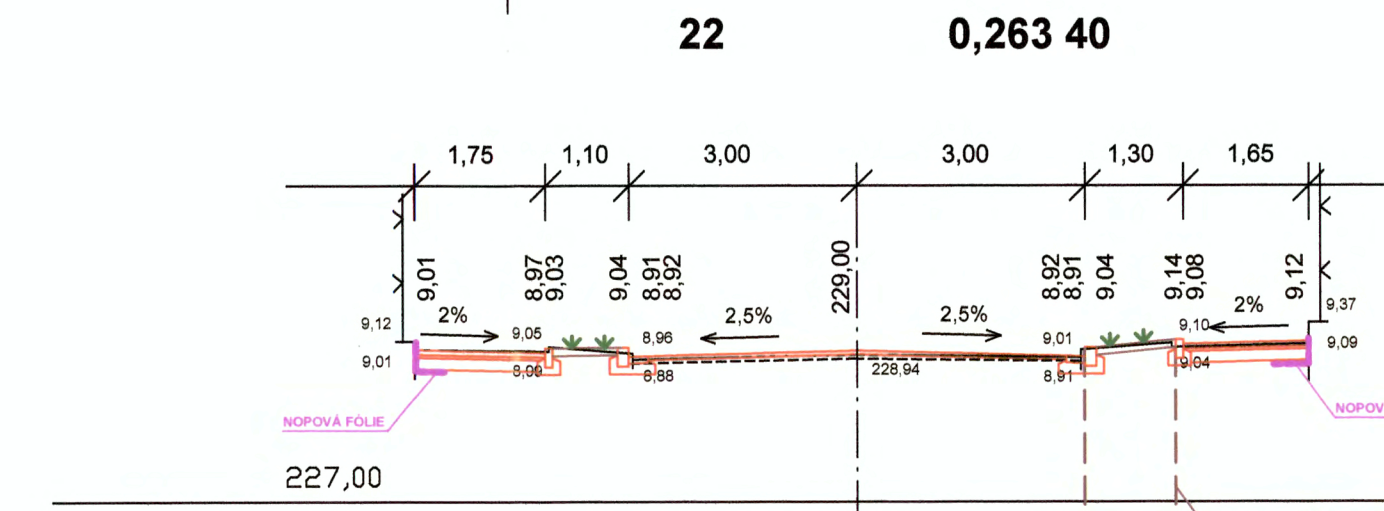 22 0,263 40
1,75 1,10 3,00 3,00 1,30 1,65
9,01 8,97 9,03 9,04 8,91 8,92 229,00 8,92 8,91 9,04 9,14 9,08 9,12
2% 2,5% 2,5% 2%
9,12 9,05 8,96 9,01 9,10 9,37
9,01 8,88 228,94 8,91 9,04 9,09
NOPOVÁ FÓLIE NOPOV
227,00